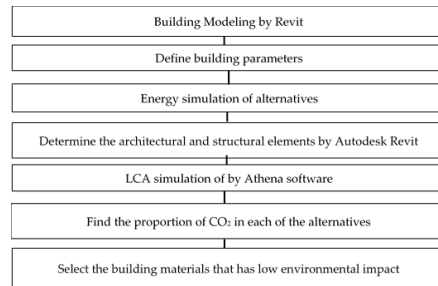 Building Modeling by Revit
Define building parameters
Energy simulation of alternatives
Determine the architectural and structural elements by Autodesk Revit
LCA simulation of by Athena software
Find the proportion of CO₂ in each of the alternatives
Select the building materials that has low environmental impact